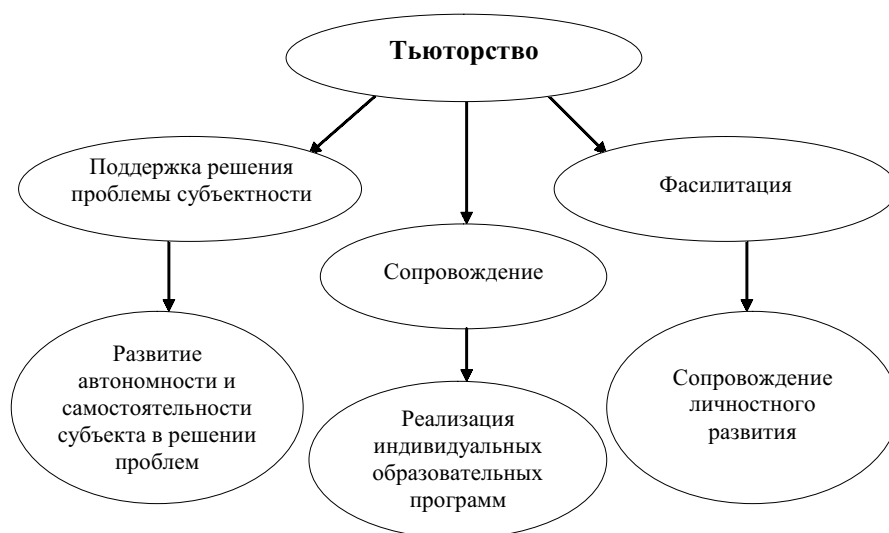 Тьюторство
Поддержка решения
проблемы субъектности
Фасилитация
Сопровождение
Развитие
автономности и
самостоятельности
субъекта в решении
проблем
Реализация
индивидуальных
образовательных
программ
Сопровождение
личностного
развития